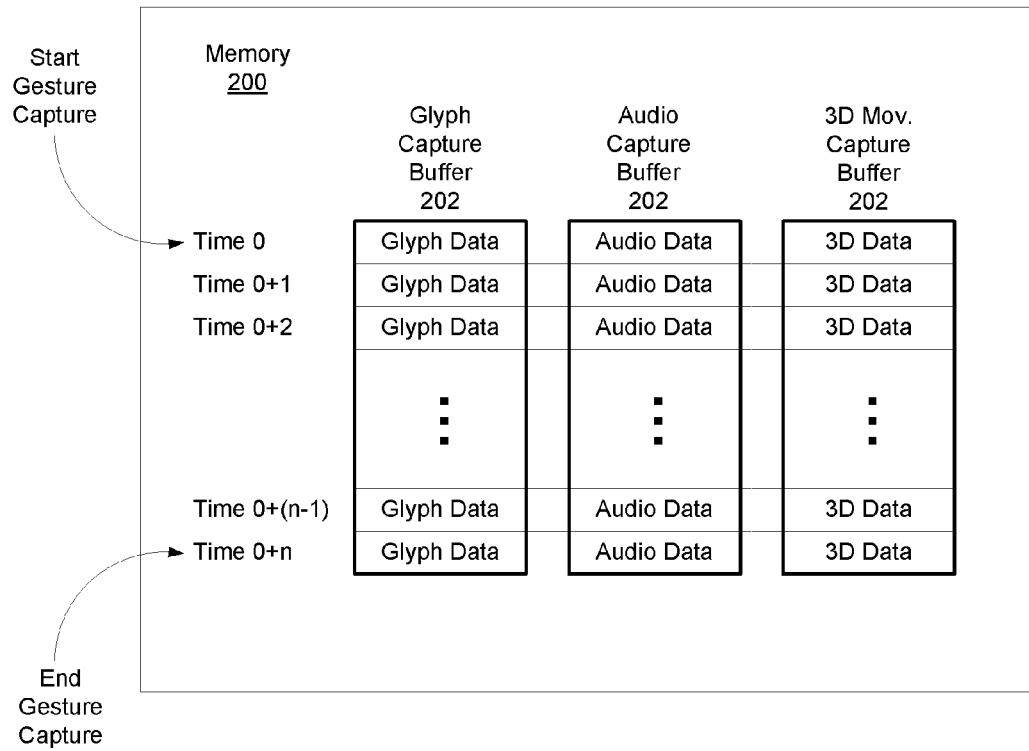 Start
Gesture
Capture
Memory
200
Glyph
Capture
Buffer
202
Audio
Capture
Buffer
202
3D Mov.
Capture
Buffer
202
Time 0 Glyph Data Audio Data 3D Data
Time 0+1 Glyph Data Audio Data 3D Data
Time 0+2 Glyph Data Audio Data 3D Data
Time 0+(n-1) Glyph Data Audio Data 3D Data
Time 0+n Glyph Data Audio Data 3D Data
End
Gesture
Capture